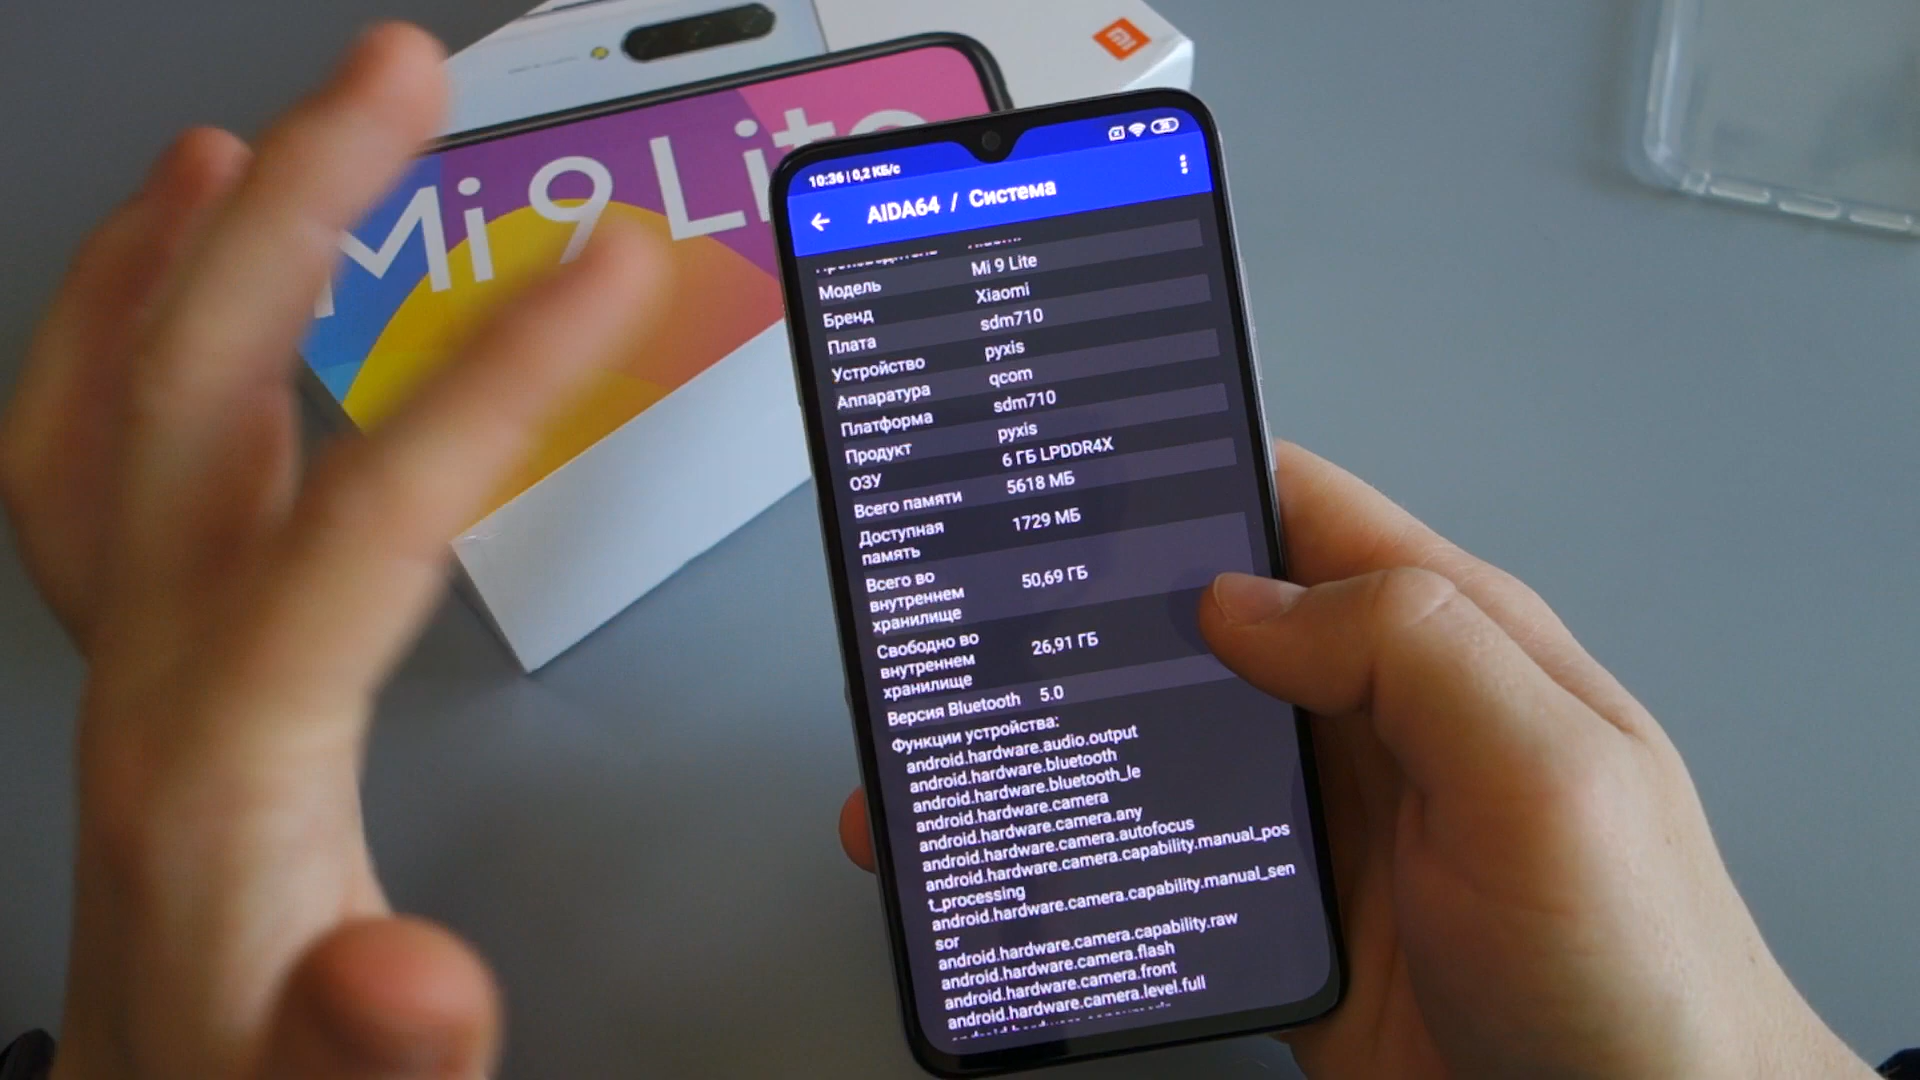 Mi 9 Lite
10:36 | 0,2 КБ/с
AIDA64 / Система
Модель Mi 9 Lite
Бренд Xiaomi
Плата sdm710
Устройство pyxis
Аппаратура qcom
Платформа sdm710
Продукт pyxis
ОЗУ 6 ГБ LPDDR4X
Всего памяти 5618 МБ
Доступная
память 1729 МБ
Всего во
внутреннем
хранилище 50,69 ГБ
Свободно во
внутреннем
хранилище 26,91 ГБ
Версия Bluetooth 5.0
Функции устройства:
android.hardware.audio.output
android.hardware.bluetooth
android.hardware.bluetooth_le
android.hardware.camera
android.hardware.camera.any
android.hardware.camera.autofocus
android.hardware.camera.capability.manual_pos
t_processing
android.hardware.camera.capability.manual_sen
sor
android.hardware.camera.capability.raw
android.hardware.camera.flash
android.hardware.camera.front
android.hardware.camera.level.full